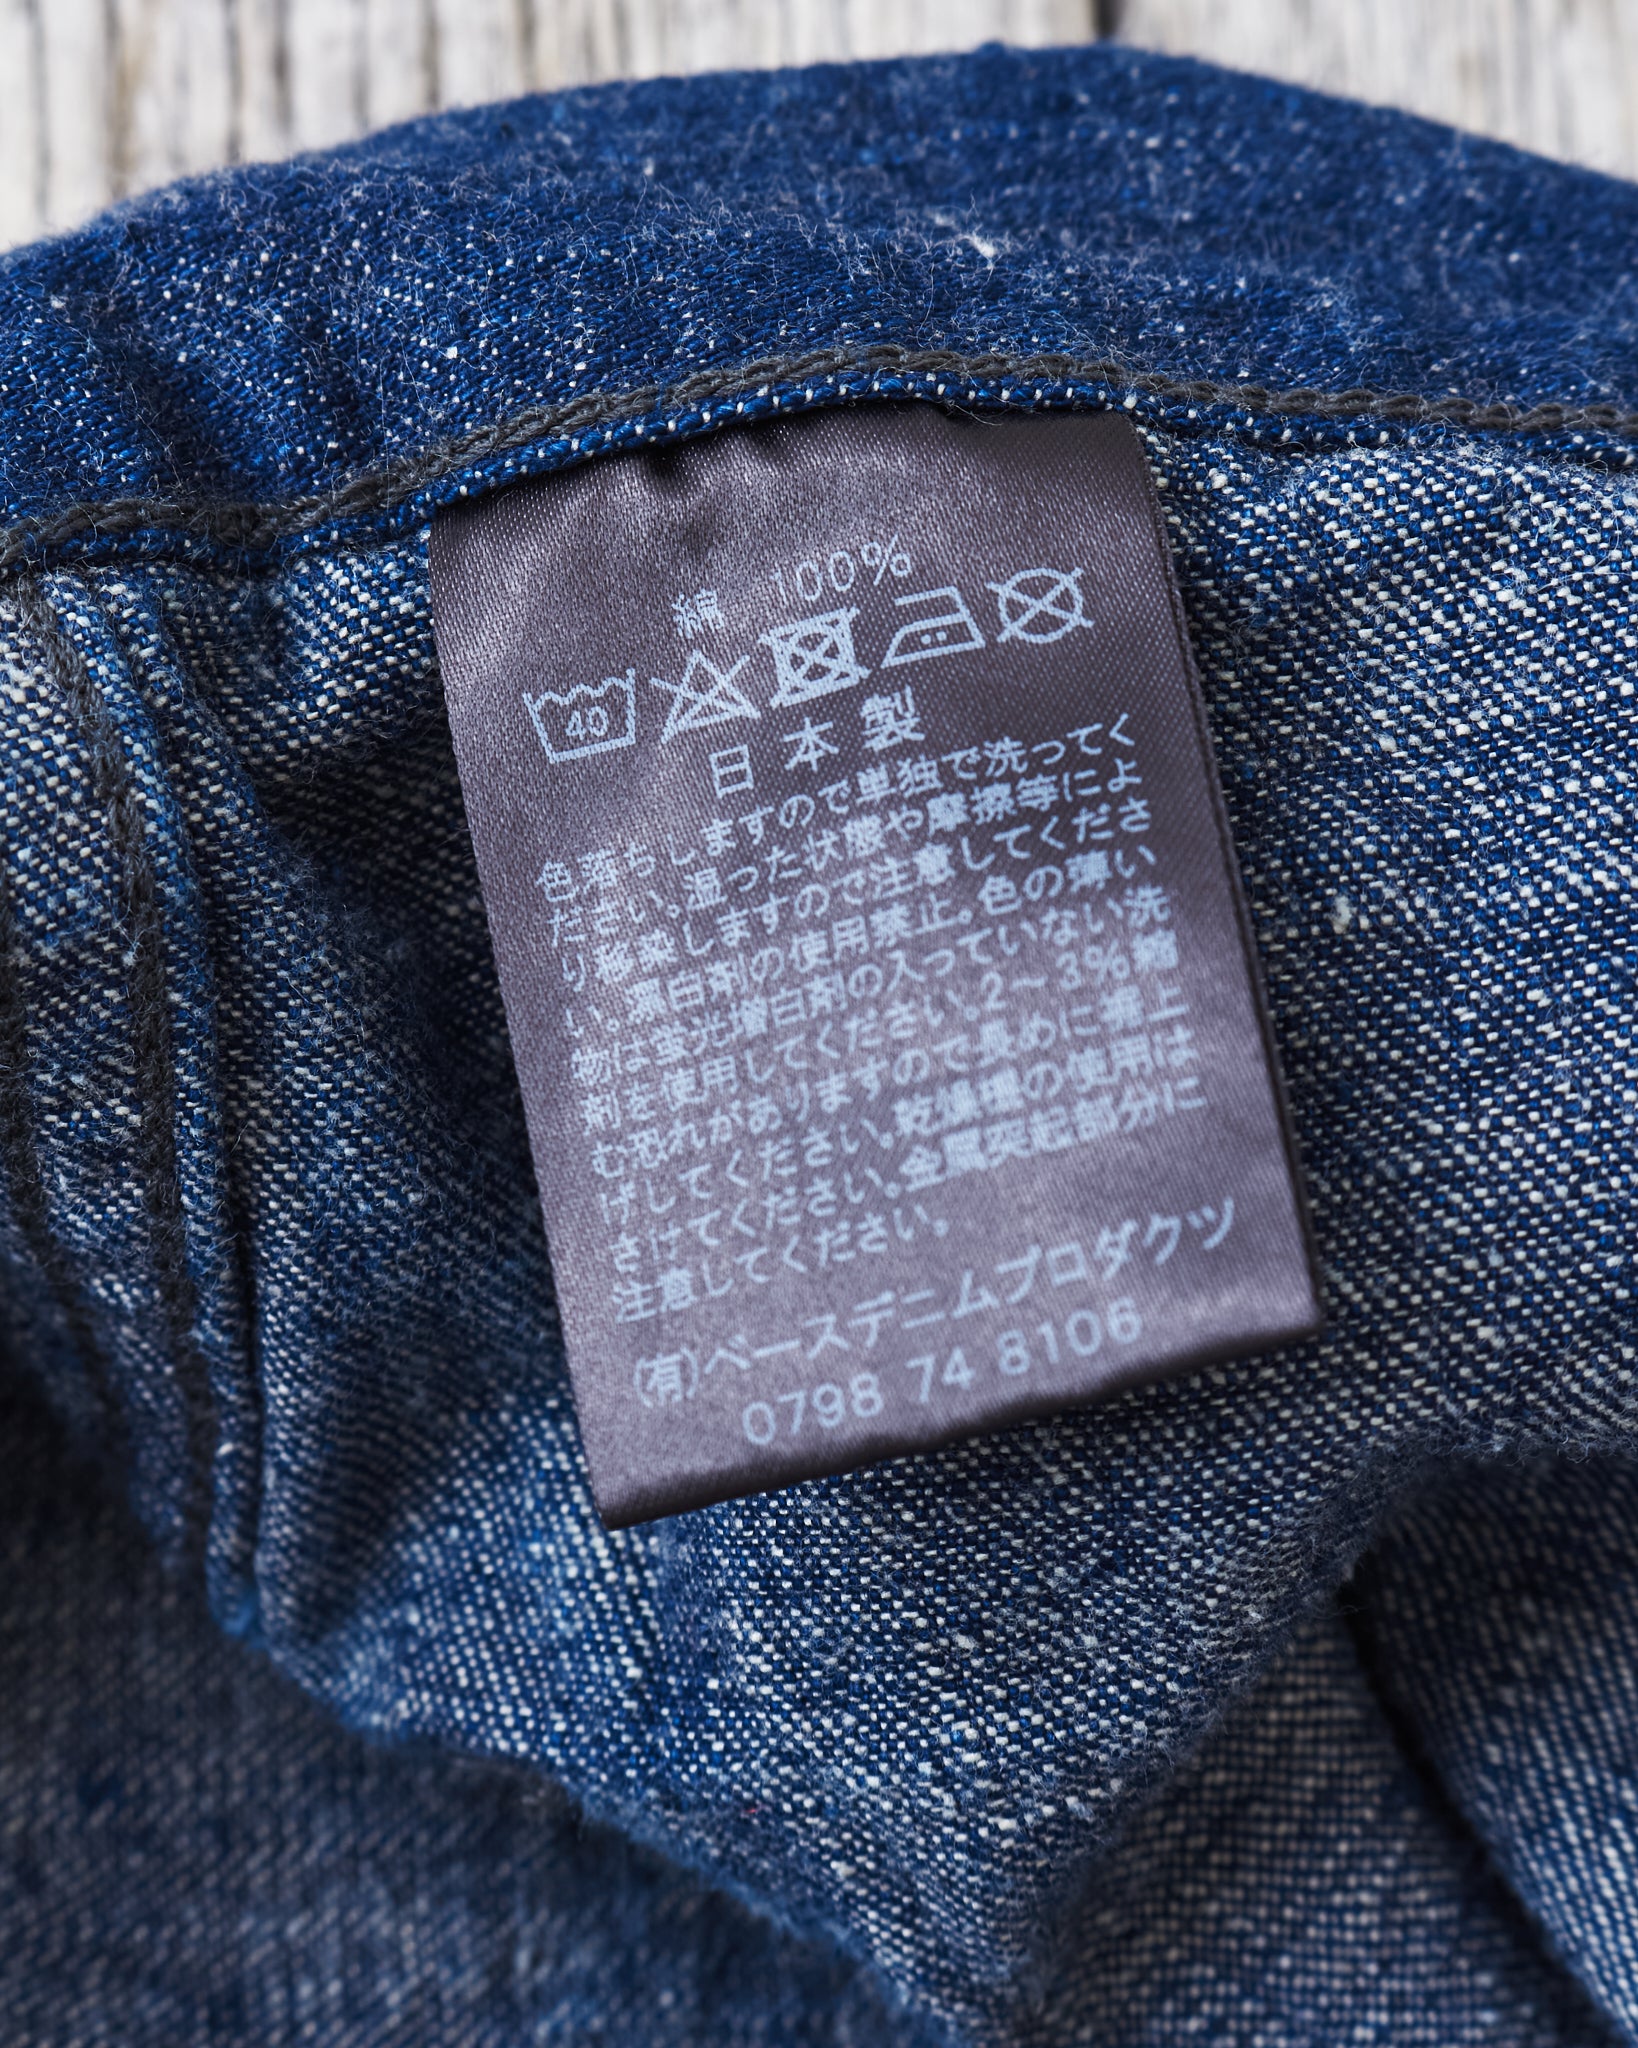 綿 100%
40
日本製
色落ちしますので単独で洗ってく
ださい。湿った状態や摩擦等によ
り移染しますので注意してくださ
い。漂白剤の使用禁止。色の薄い
物は蛍光増白剤の入っていない洗
剤を使用してください。2～3%縮
む恐れがありますので長めに裾上
げしてください。乾燥機の使用は
さけてください。金属突起部分に
注意してください。
(有)ベースデニムプロダクツ
0798 74 8106